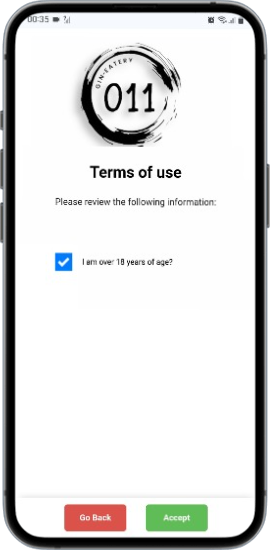 00:35
GIN·EATERY
011
Terms of use
Please review the following information:
I am over 18 years of age?
Go Back
Accept